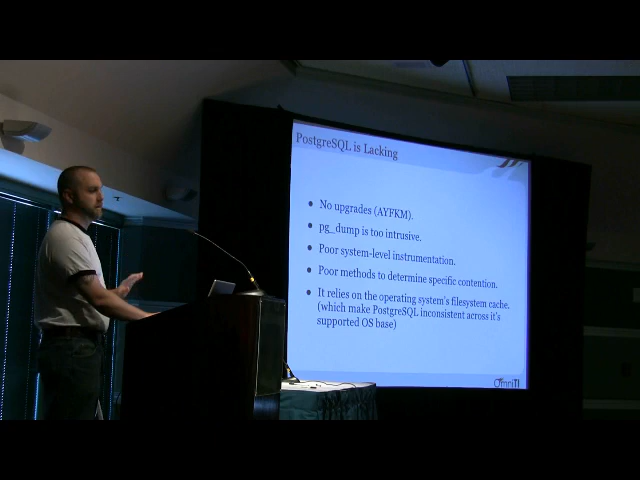 PostgreSQL is Lacking
No upgrades (AYFKM).
pg_dump is too intrusive.
Poor system-level instrumentation.
Poor methods to determine specific contention.
It relies on the operating system's filesystem cache.
(which make PostgreSQL inconsistent across it's
supported OS base)
OmniTI